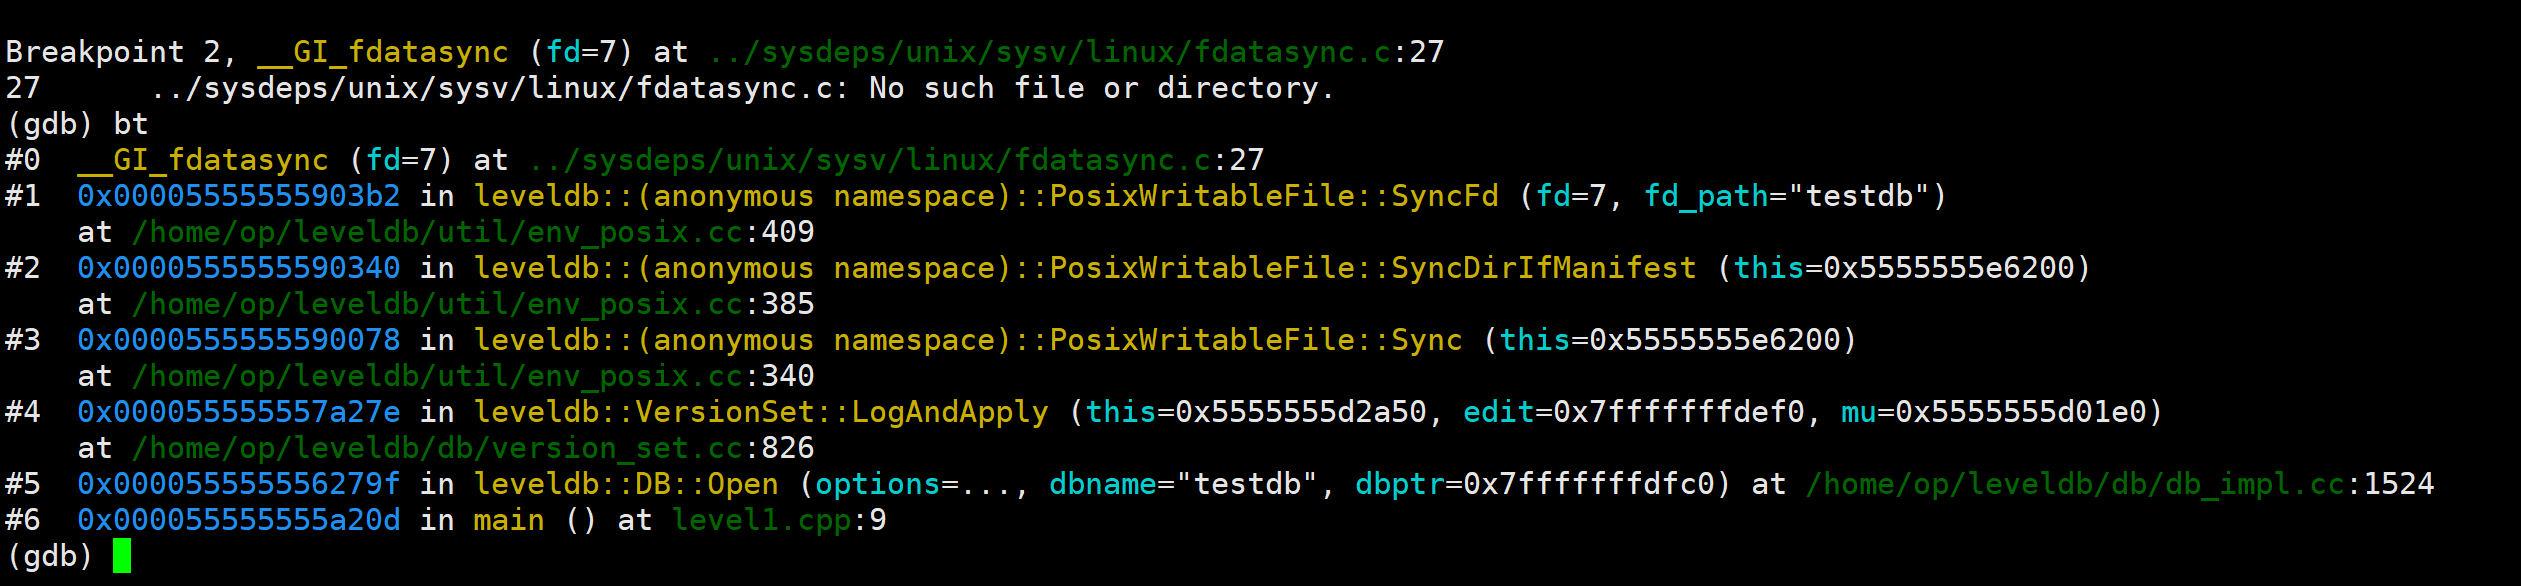 Breakpoint 2, __GI_fdatasync (fd=7) at ../sysdeps/unix/sysv/linux/fdatasync.c:27
27      ../sysdeps/unix/sysv/linux/fdatasync.c: No such file or directory.
(gdb) bt
#0  __GI_fdatasync (fd=7) at ../sysdeps/unix/sysv/linux/fdatasync.c:27
#1  0x00005555555903b2 in leveldb::(anonymous namespace)::PosixWritableFile::SyncFd (fd=7, fd_path="testdb")
    at /home/op/leveldb/util/env_posix.cc:409
#2  0x0000555555590340 in leveldb::(anonymous namespace)::PosixWritableFile::SyncDirIfManifest (this=0x5555555e6200)
    at /home/op/leveldb/util/env_posix.cc:385
#3  0x0000555555590078 in leveldb::(anonymous namespace)::PosixWritableFile::Sync (this=0x5555555e6200)
    at /home/op/leveldb/util/env_posix.cc:340
#4  0x000055555557a27e in leveldb::VersionSet::LogAndApply (this=0x5555555d2a50, edit=0x7fffffffdef0, mu=0x5555555d01e0)
    at /home/op/leveldb/db/version_set.cc:826
#5  0x000055555556279f in leveldb::DB::Open (options=..., dbname="testdb", dbptr=0x7fffffffdfc0) at /home/op/leveldb/db/db_impl.cc:1524
#6  0x000055555555a20d in main () at level1.cpp:9
(gdb)